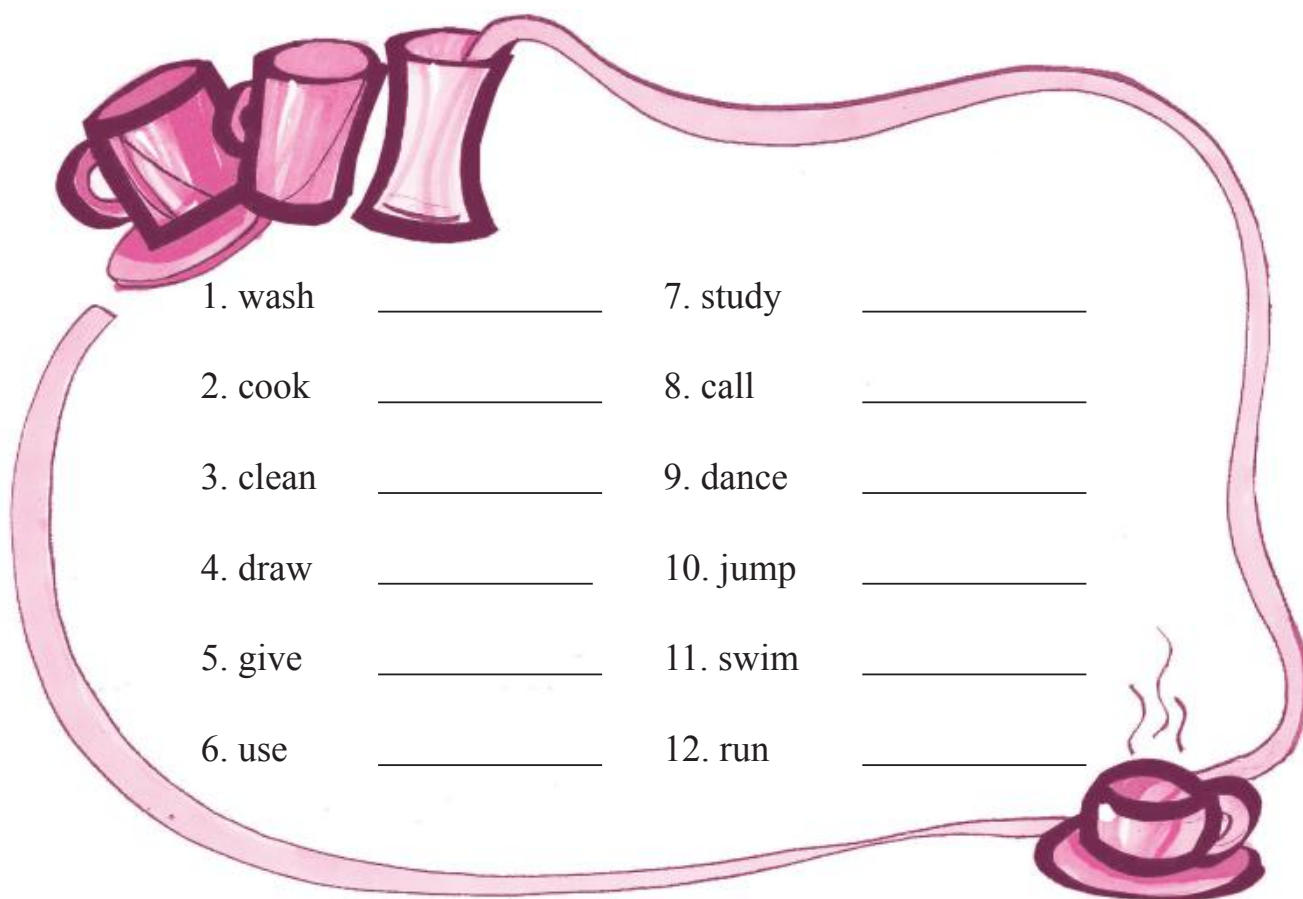 1. wash ____________ 7. study ____________
2. cook ____________ 8. call ____________
3. clean ____________ 9. dance ____________
4. draw ____________ 10. jump ____________
5. give ____________ 11. swim ____________
6. use ____________ 12. run ____________